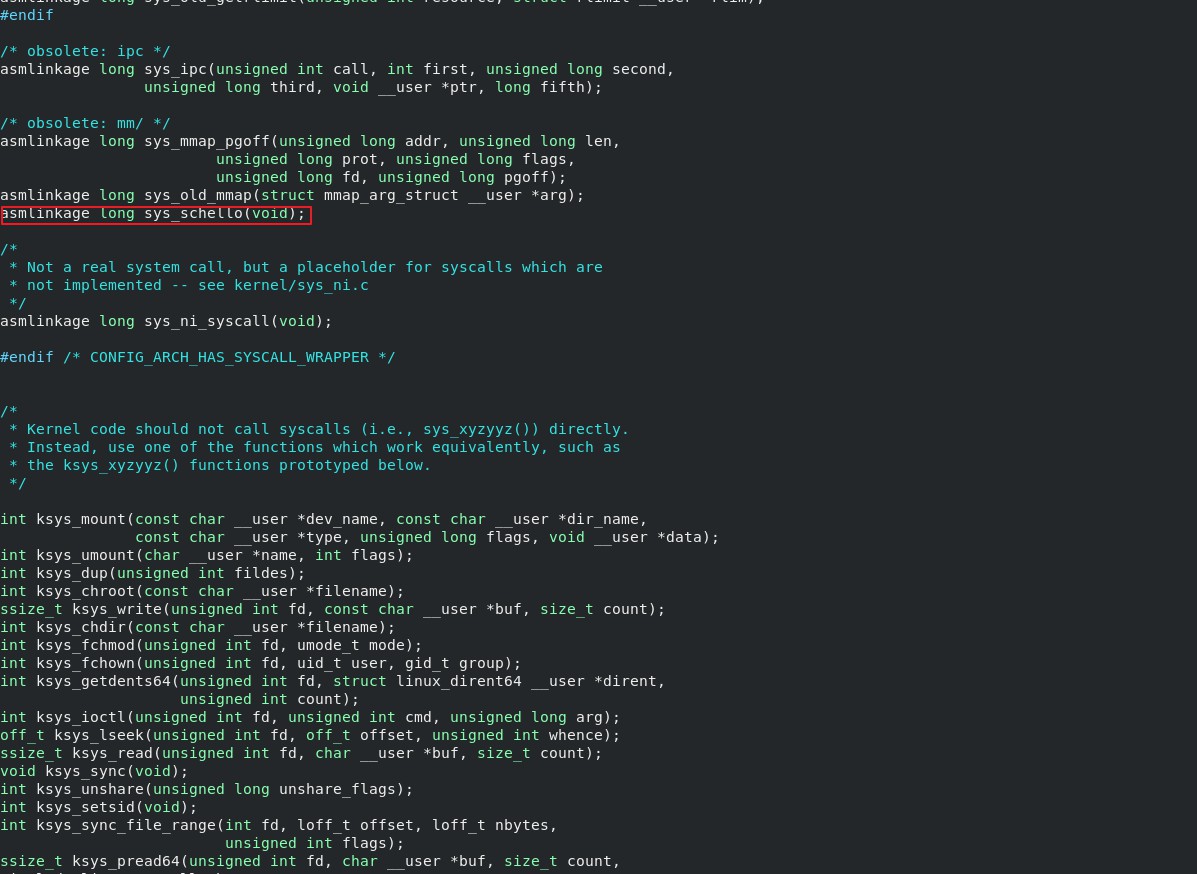 asmlinkage long sys_old_getrlimit(unsigned int resource, struct rlimit __user *rlim);
#endif
/* obsolete: ipc */
asmlinkage long sys_ipc(unsigned int call, int first, unsigned long second,
unsigned long third, void __user *ptr, long fifth);
/* obsolete: mm/ */
asmlinkage long sys_mmap_pgoff(unsigned long addr, unsigned long len,
unsigned long prot, unsigned long flags,
unsigned long fd, unsigned long pgoff);
asmlinkage long sys_old_mmap(struct mmap_arg_struct __user *arg);
asmlinkage long sys_schello(void);
/*
* Not a real system call, but a placeholder for syscalls which are
* not implemented -- see kernel/sys_ni.c
*/
asmlinkage long sys_ni_syscall(void);
#endif /* CONFIG_ARCH_HAS_SYSCALL_WRAPPER */
/*
* Kernel code should not call syscalls (i.e., sys_xyzyyz()) directly.
* Instead, use one of the functions which work equivalently, such as
* the ksys_xyzyyz() functions prototyped below.
*/
int ksys_mount(const char __user *dev_name, const char __user *dir_name,
const char __user *type, unsigned long flags, void __user *data);
int ksys_umount(char __user *name, int flags);
int ksys_dup(unsigned int fildes);
int ksys_chroot(const char __user *filename);
ssize_t ksys_write(unsigned int fd, const char __user *buf, size_t count);
int ksys_chdir(const char __user *filename);
int ksys_fchmod(unsigned int fd, umode_t mode);
int ksys_fchown(unsigned int fd, uid_t user, gid_t group);
int ksys_getdents64(unsigned int fd, struct linux_dirent64 __user *dirent,
unsigned int count);
int ksys_ioctl(unsigned int fd, unsigned int cmd, unsigned long arg);
off_t ksys_lseek(unsigned int fd, off_t offset, unsigned int whence);
ssize_t ksys_read(unsigned int fd, char __user *buf, size_t count);
void ksys_sync(void);
int ksys_unshare(unsigned long unshare_flags);
int ksys_setsid(void);
int ksys_sync_file_range(int fd, loff_t offset, loff_t nbytes,
unsigned int flags);
ssize_t ksys_pread64(unsigned int fd, char __user *buf, size_t count,